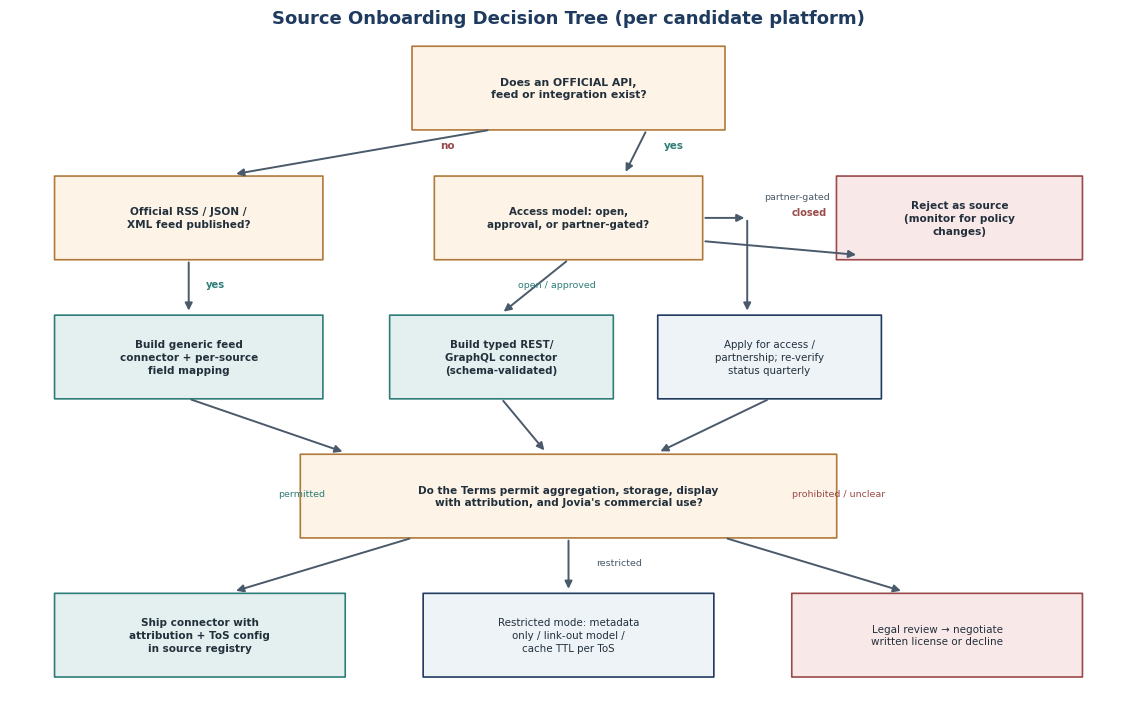 Source Onboarding Decision Tree (per candidate platform)
Does an OFFICIAL API,
feed or integration exist?
no
yes
Official RSS / JSON /
XML feed published?
Access model: open,
approval, or partner-gated?
partner-gated
closed
Reject as source
(monitor for policy
changes)
yes
open / approved
Build generic feed
connector + per-source
field mapping
Build typed REST/
GraphQL connector
(schema-validated)
Apply for access /
partnership; re-verify
status quarterly
permitted
Do the Terms permit aggregation, storage, display
with attribution, and Jovia's commercial use?
prohibited / unclear
restricted
Ship connector with
attribution + ToS config
in source registry
Restricted mode: metadata
only / link-out model /
cache TTL per ToS
Legal review → negotiate
written license or decline